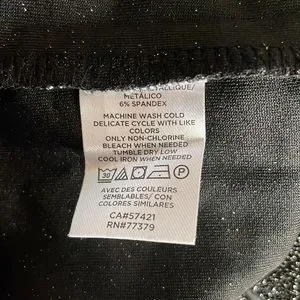 METÁLICO
6% SPANDEX
MACHINE WASH COLD
DELICATE CYCLE WITH LIKE
COLORS
ONLY NON-CHLORINE
BLEACH WHEN NEEDED
TUMBLE DRY LOW
COOL IRON WHEN NEEDED
30 P
AVEC DES COULEURS
SEMBLABLES/ CON
COLORES SIMILARES
CA#57421
RN#77379